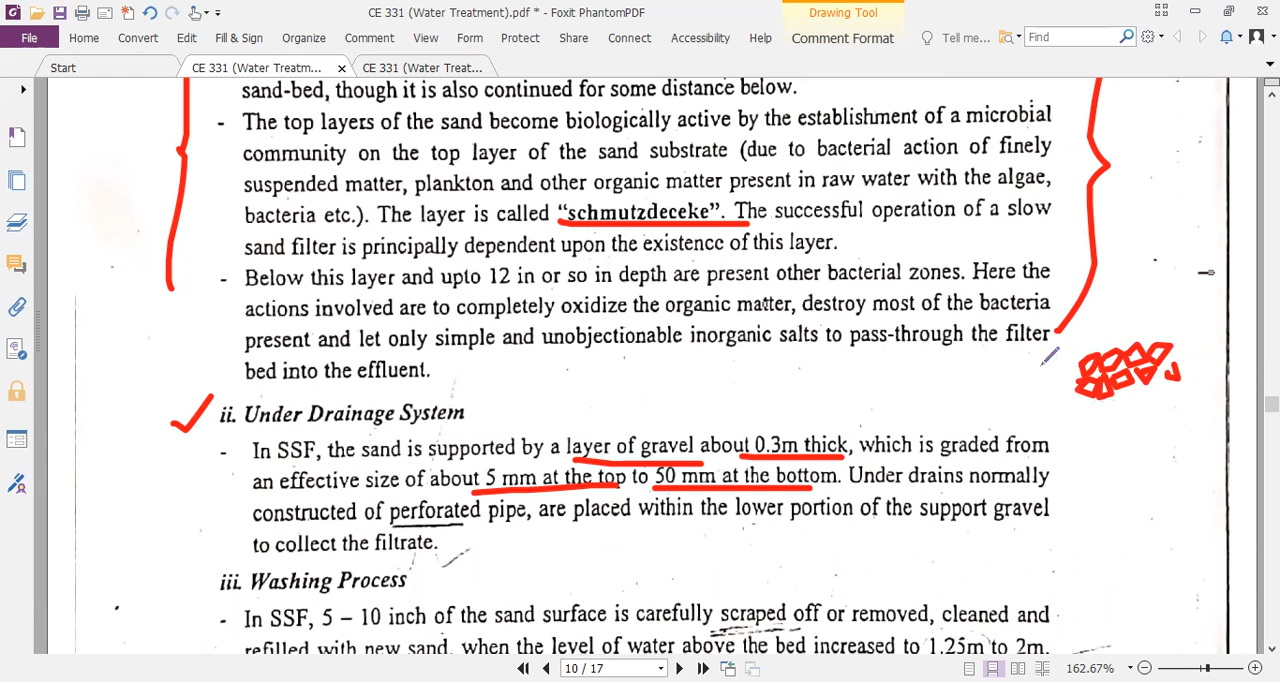 CE 331 (Water Treatment).pdf * - Foxit PhantomPDF
Drawing Tool
File Home Convert Edit Fill & Sign Organize Comment View Form Protect Share Connect Accessibility Help Comment Format Tell me... Find
Start CE 331 (Water Treatm... CE 331 (Water Treat...
sand-bed, though it is also continued for some distance below.
- The top layers of the sand become biologically active by the establishment of a microbial
community on the top layer of the sand substrate (due to bacterial action of finely
suspended matter, plankton and other organic matter present in raw water with the algae,
bacteria etc.). The layer is called “schmutzdeceke”. The successful operation of a slow
sand filter is principally dependent upon the existence of this layer.
- Below this layer and upto 12 in or so in depth are present other bacterial zones. Here the
actions involved are to completely oxidize the organic matter, destroy most of the bacteria
present and let only simple and unobjectionable inorganic salts to pass-through the filter
bed into the effluent.
ii. Under Drainage System
- In SSF, the sand is supported by a layer of gravel about 0.3m thick, which is graded from
an effective size of about 5 mm at the top to 50 mm at the bottom. Under drains normally
constructed of perforated pipe, are placed within the lower portion of the support gravel
to collect the filtrate.
iii. Washing Process
- In SSF, 5 – 10 inch of the sand surface is carefully scraped off or removed, cleaned and
refilled with new sand, when the level of water above the bed increased to 1.25m to 2m.
10 / 17
162.67%